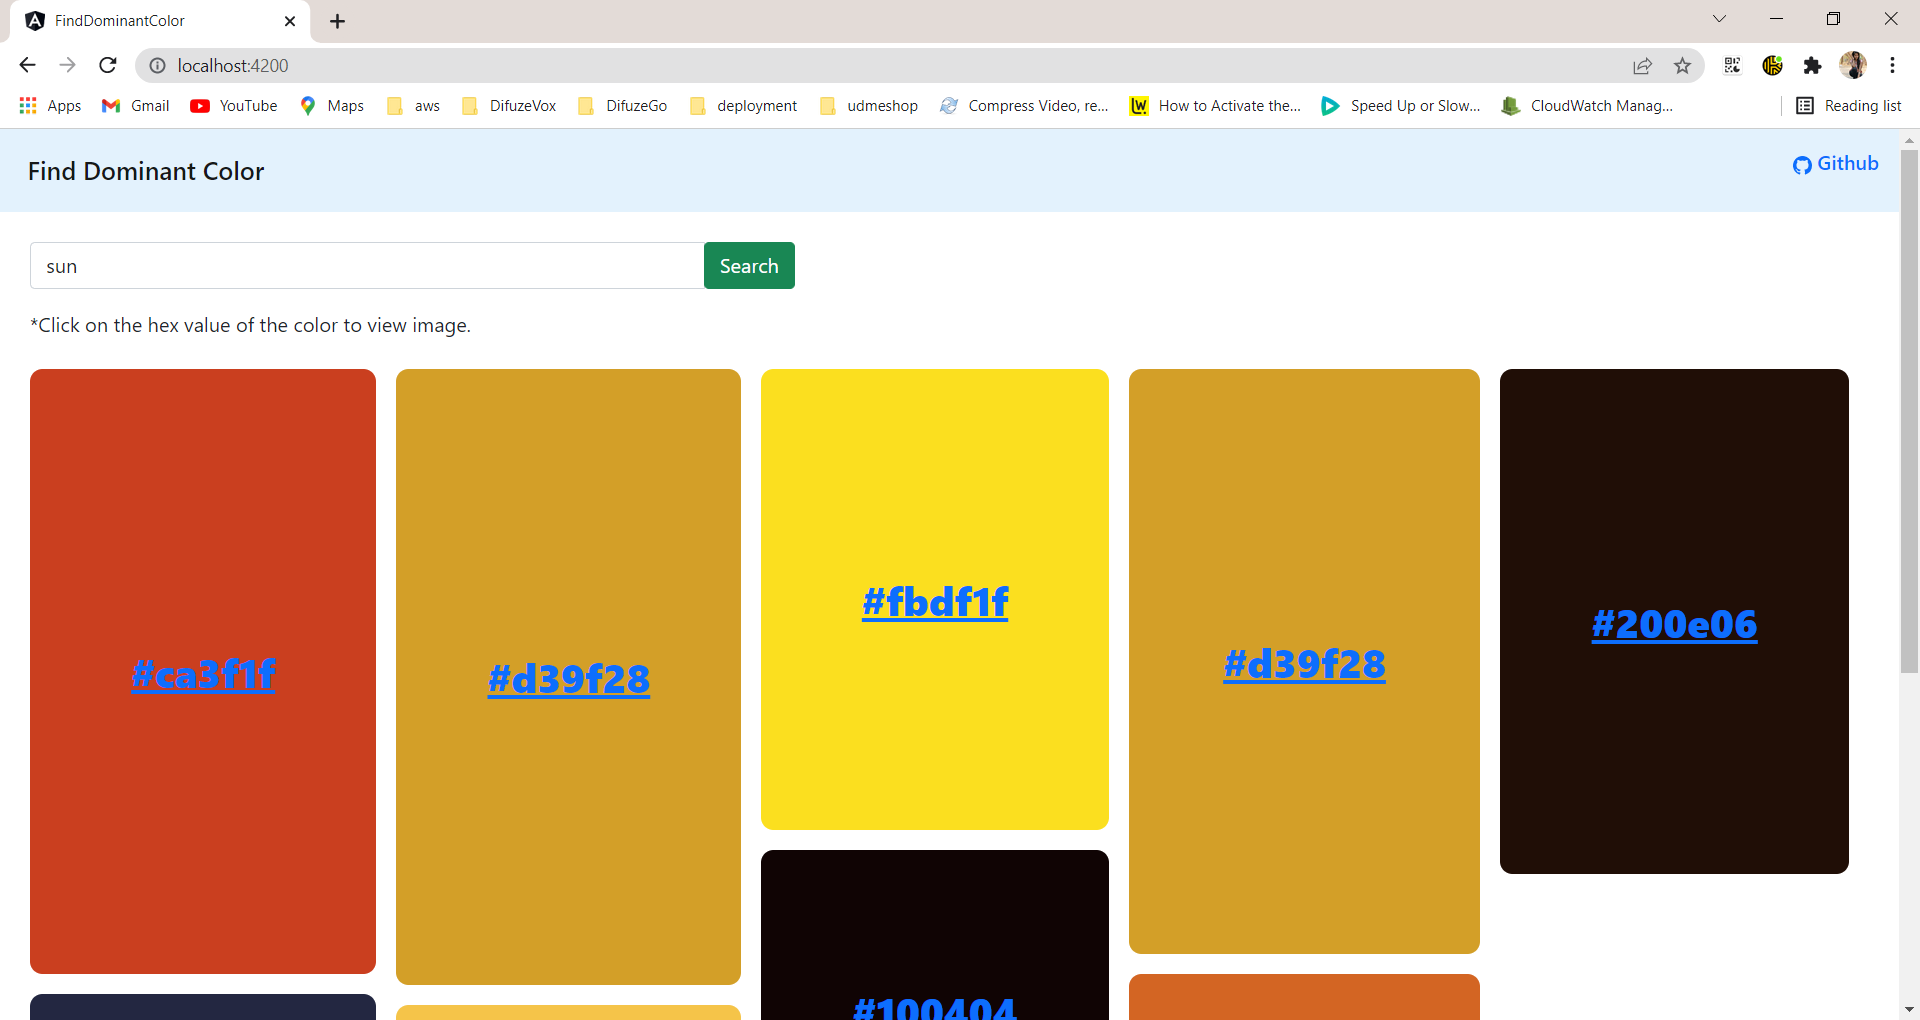 FindDominantColor
localhost:4200
Apps Gmail YouTube Maps aws DifuzeVox DifuzeGo deployment udmeshop Compress Video, re... How to Activate the... Speed Up or Slow... CloudWatch Manag... Reading list
Find Dominant Color
Github
sun
Search
*Click on the hex value of the color to view image.
#ca3f1f
#d39f28
#fbdf1f
#d39f28
#200e06
#100404